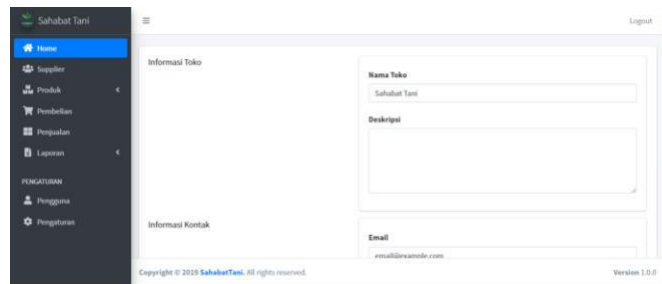 Sahabat Tani
Logout
Home
Supplier
Produk
Pembelian
Penjualan
Laporan
PENGATURAN
Pengguna
Pengaturan
Informasi Toko
Nama Toko
Sahabat Tani
Deskripsi
Informasi Kontak
Email
email@example.com
Copyright © 2019 SahabatTani. All rights reserved.
Version 1.0.0